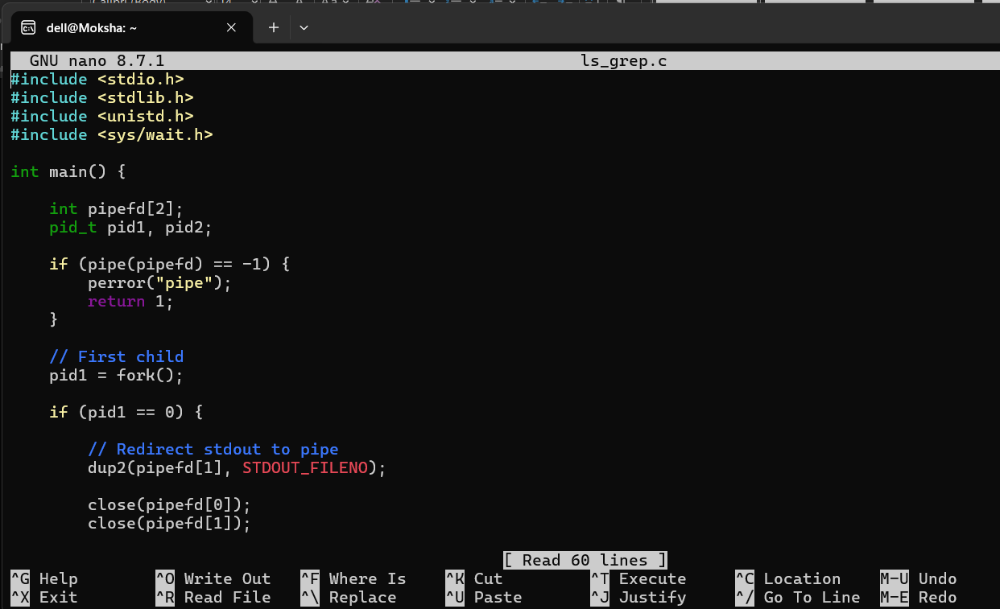 dell@Moksha: ~
GNU nano 8.7.1 ls_grep.c
#include <stdio.h>
#include <stdlib.h>
#include <unistd.h>
#include <sys/wait.h>
int main() {
int pipefd[2];
pid_t pid1, pid2;
if (pipe(pipefd) == -1) {
perror("pipe");
return 1;
}
// First child
pid1 = fork();
if (pid1 == 0) {
// Redirect stdout to pipe
dup2(pipefd[1], STDOUT_FILENO);
close(pipefd[0]);
close(pipefd[1]);
[ Read 60 lines ]
^G Help ^O Write Out ^F Where Is ^K Cut ^T Execute ^C Location M-U Undo
^X Exit ^R Read File ^\ Replace ^U Paste ^J Justify ^/ Go To Line M-E Redo